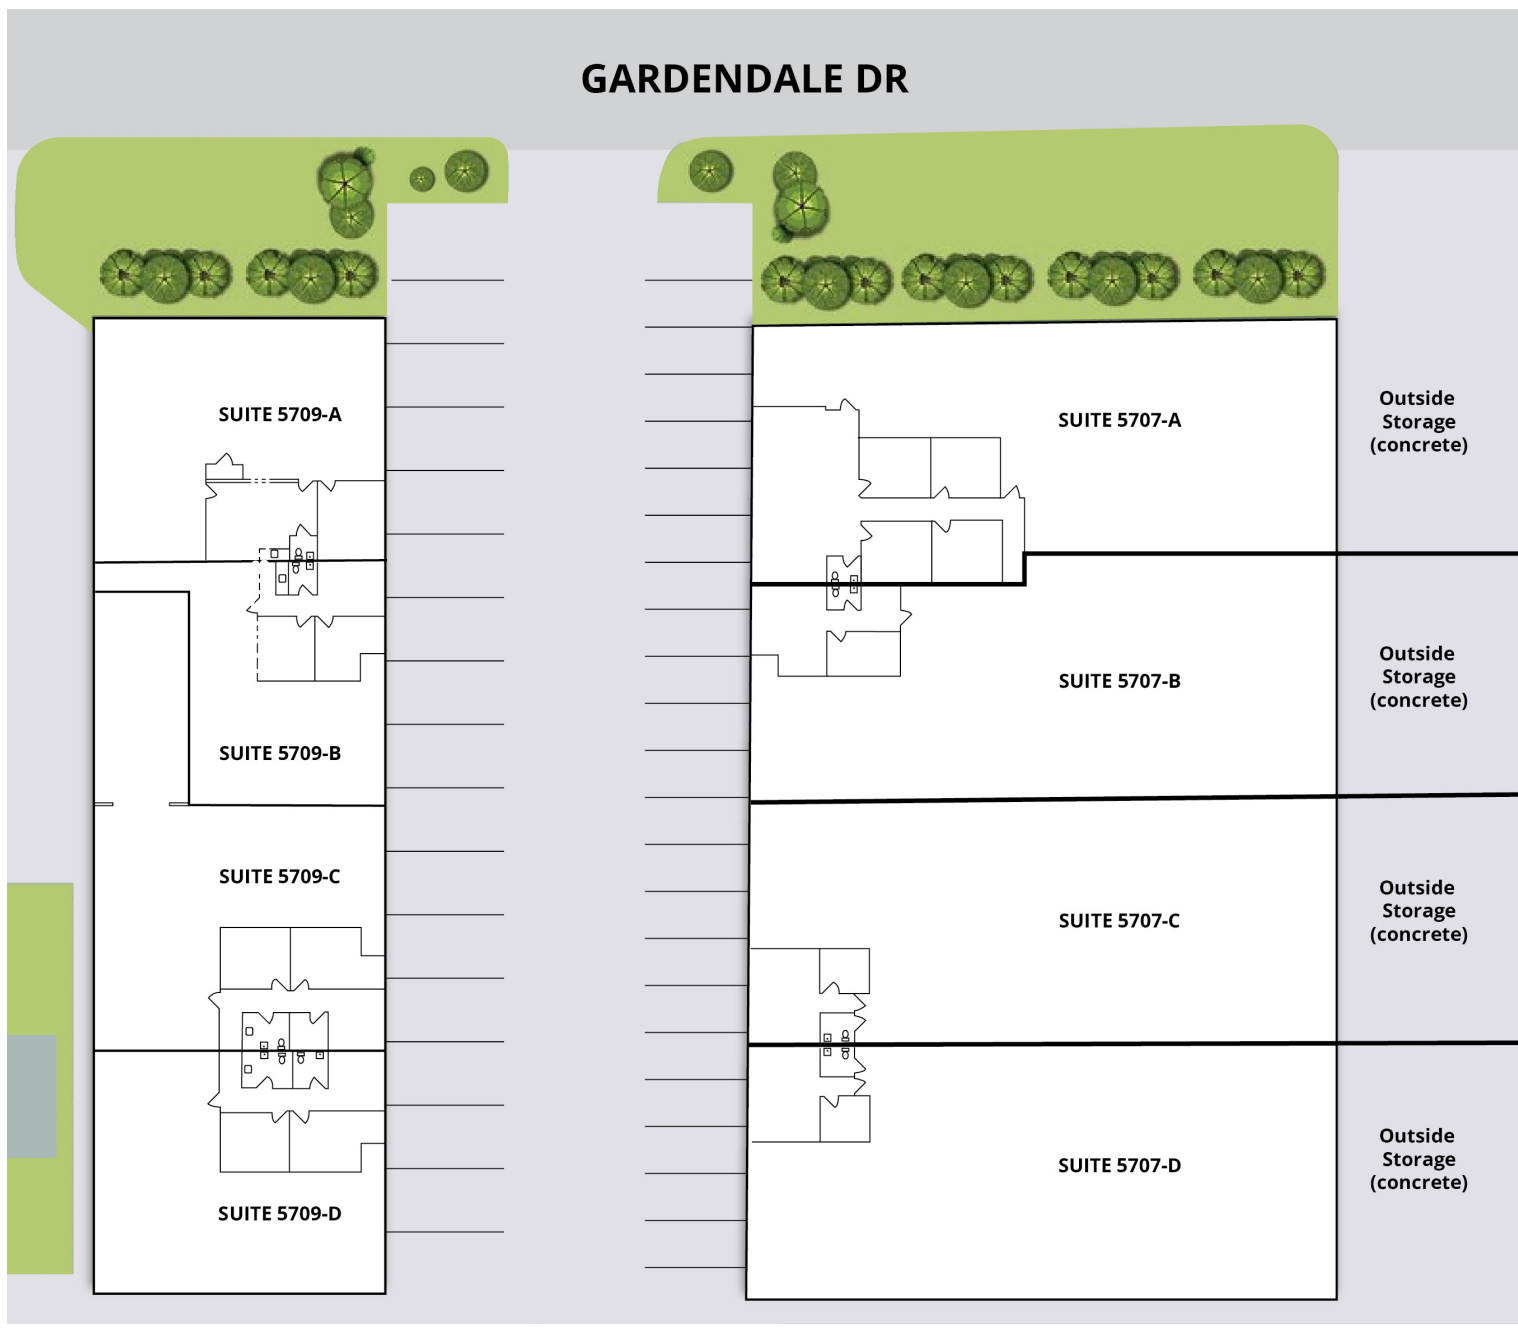 GARDENDALE DR
SUITE 5709-A
SUITE 5709-B
SUITE 5709-C
SUITE 5709-D
SUITE 5707-A
Outside
Storage
(concrete)
SUITE 5707-B
Outside
Storage
(concrete)
SUITE 5707-C
Outside
Storage
(concrete)
SUITE 5707-D
Outside
Storage
(concrete)